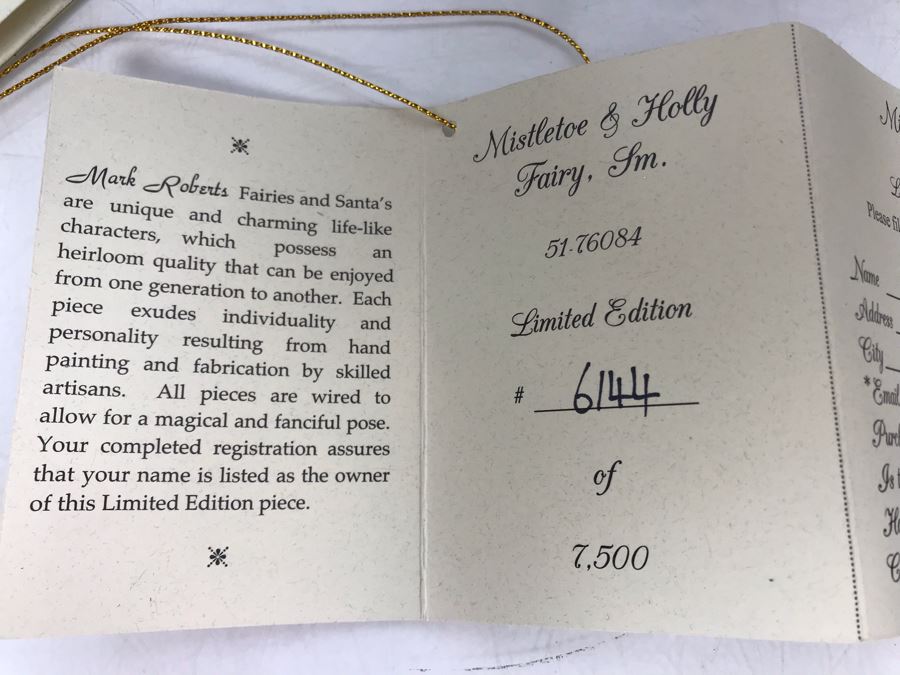 Mark Roberts Fairies and Santa's
are unique and charming life-like
characters, which possess an
heirloom quality that can be enjoyed
from one generation to another. Each
piece exudes individuality and
personality resulting from hand
painting and fabrication by skilled
artisans. All pieces are wired to
allow for a magical and fanciful pose.
Your completed registration assures
that your name is listed as the owner
of this Limited Edition piece.
Mistletoe & Holly
Fairy, Sm.
51-76084
Limited Edition
# 6144
of
7,500
Please
Name
Address
City
*Email